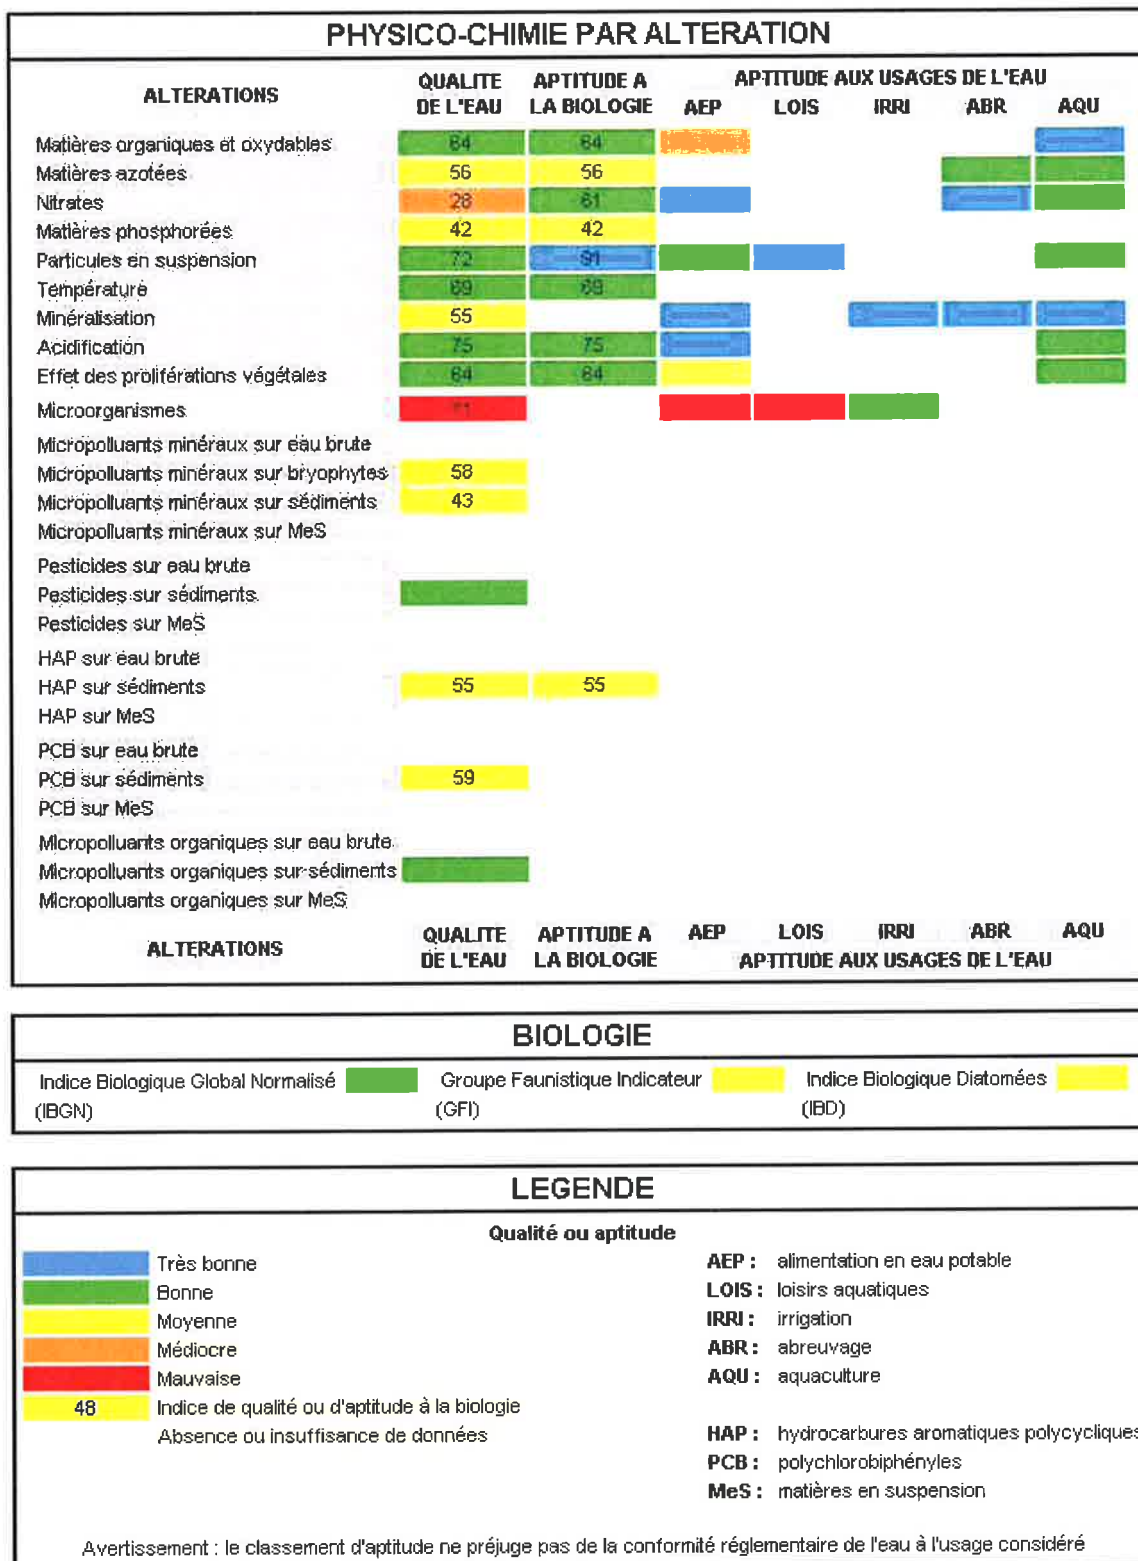 PHYSICO-CHIMIE PAR ALTERATION
ALTERATIONS QUALITE DE L'EAU APTITUDE A LA BIOLOGIE APTITUDE AUX USAGES DE L'EAU
AEP LOIS IRRI ABR AQU
Matières organiques et oxydables 64 64
Matières azotées 56 56
Nitrates 28 61
Matières phosphorées 42 42
Particules en suspension 72 91
Température 69 69
Minéralisation 55
Acidification 75 75
Effet des proliférations végétales 64 64
Microorganismes
Micropolluants minéraux sur eau brute
Micropolluants minéraux sur bryophytes 58
Micropolluants minéraux sur sédiments 43
Micropolluants minéraux sur MeS
Pesticides sur eau brute
Pesticides sur sédiments
Pesticides sur MeS
HAP sur eau brute
HAP sur sédiments 55 55
HAP sur MeS
PCB sur eau brute
PCB sur sédiments 59
PCB sur MeS
Micropolluants organiques sur eau brute
Micropolluants organiques sur sédiments
Micropolluants organiques sur MeS
ALTERATIONS QUALITE DE L'EAU APTITUDE A LA BIOLOGIE AEP LOIS IRRI ABR AQU
APTITUDE AUX USAGES DE L'EAU
BIOLOGIE
Indice Biologique Global Normalisé Groupe Faunistique Indicateur Indice Biologique Diatomées
(IBGN) (GFI) (IBD)
LEGENDE
Qualité ou aptitude
Très bonne AEP : alimentation en eau potable
Bonne LOIS : loisirs aquatiques
Moyenne IRRI : irrigation
Médiocre ABR : abreuvage
Mauvaise AQU : aquaculture
48 Indice de qualité ou d'aptitude à la biologie
Absence ou insuffisance de données HAP : hydrocarbures aromatiques polycycliques
PCB : polychlorobiphényles
MeS : matières en suspension
Avertissement : le classement d'aptitude ne préjuge pas de la conformité réglementaire de l'eau à l'usage considéré